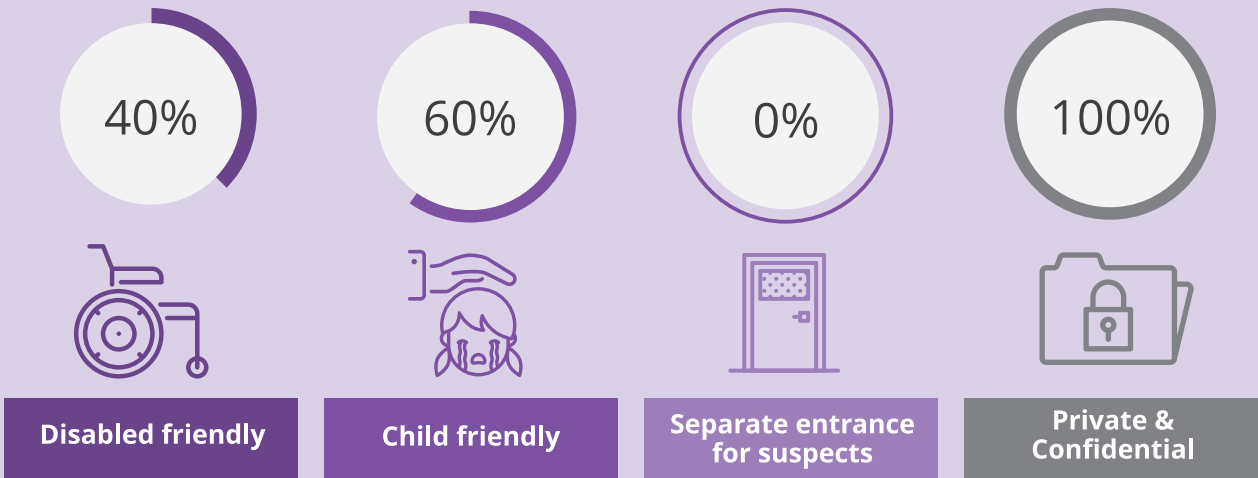 40%
60%
0%
100%
Disabled friendly
Child friendly
Separate entrance
for suspects
Private &
Confidential